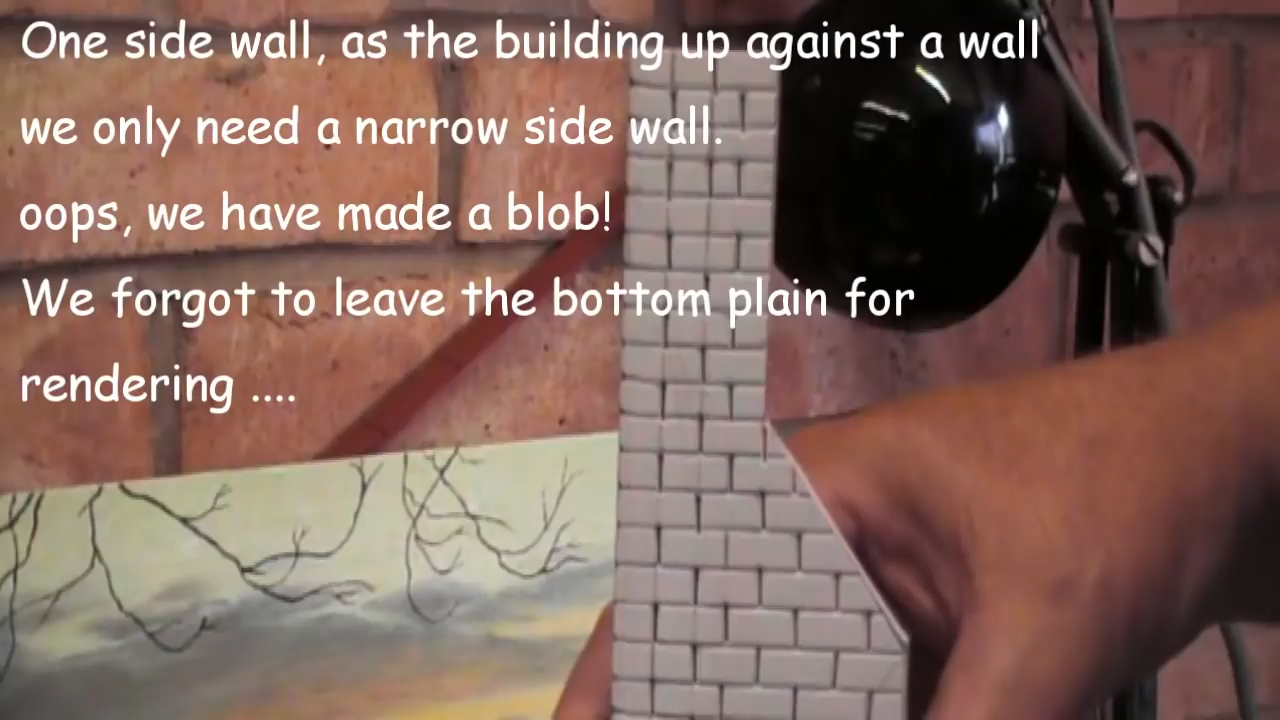 One side wall, as the building up against a wall
we only need a narrow side wall.
oops, we have made a blob!
We forgot to leave the bottom plain for
rendering ....